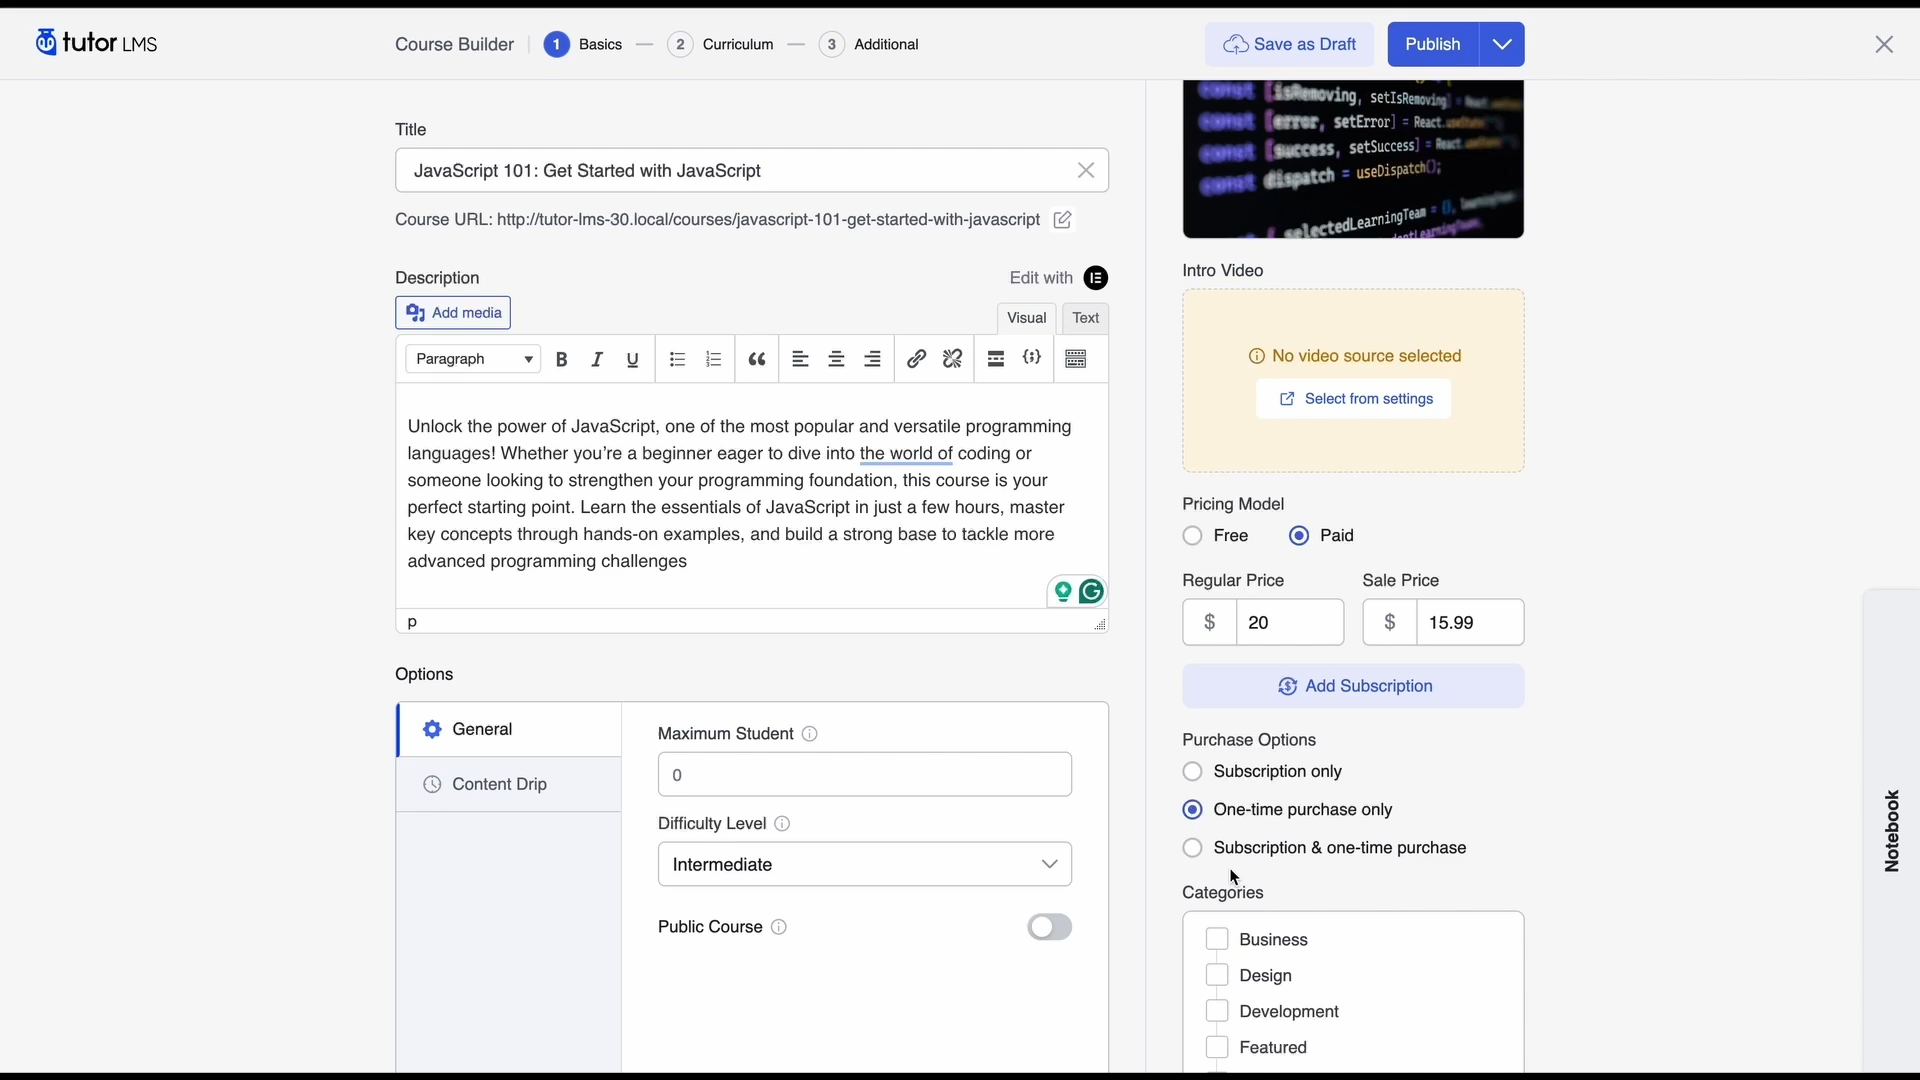 tutor LMS
Course Builder
1 Basics
2 Curriculum
3 Additional
Save as Draft
Publish
Title
JavaScript 101: Get Started with JavaScript
Course URL: http://tutor-lms-30.local/courses/javascript-101-get-started-with-javascript
Description
Edit with
Add media
Visual
Text
Paragraph
B I U
Unlock the power of JavaScript, one of the most popular and versatile programming
languages! Whether you’re a beginner eager to dive into the world of coding or
someone looking to strengthen your programming foundation, this course is your
perfect starting point. Learn the essentials of JavaScript in just a few hours, master
key concepts through hands-on examples, and build a strong base to tackle more
advanced programming challenges
p
Options
General
Content Drip
Maximum Student
0
Difficulty Level
Intermediate
Public Course
const [isRemoving, setIsRemoving] = React.
const [error, setError] = React.useState(
const [success, setSuccess] = React.useState
const dispatch = useDispatch();
selectedLearningTeam = (),
Intro Video
No video source selected
Select from settings
Pricing Model
Free
Paid
Regular Price
Sale Price
$ 20
$ 15.99
Add Subscription
Purchase Options
Subscription only
One-time purchase only
Subscription & one-time purchase
Categories
Business
Design
Development
Featured
Notebook